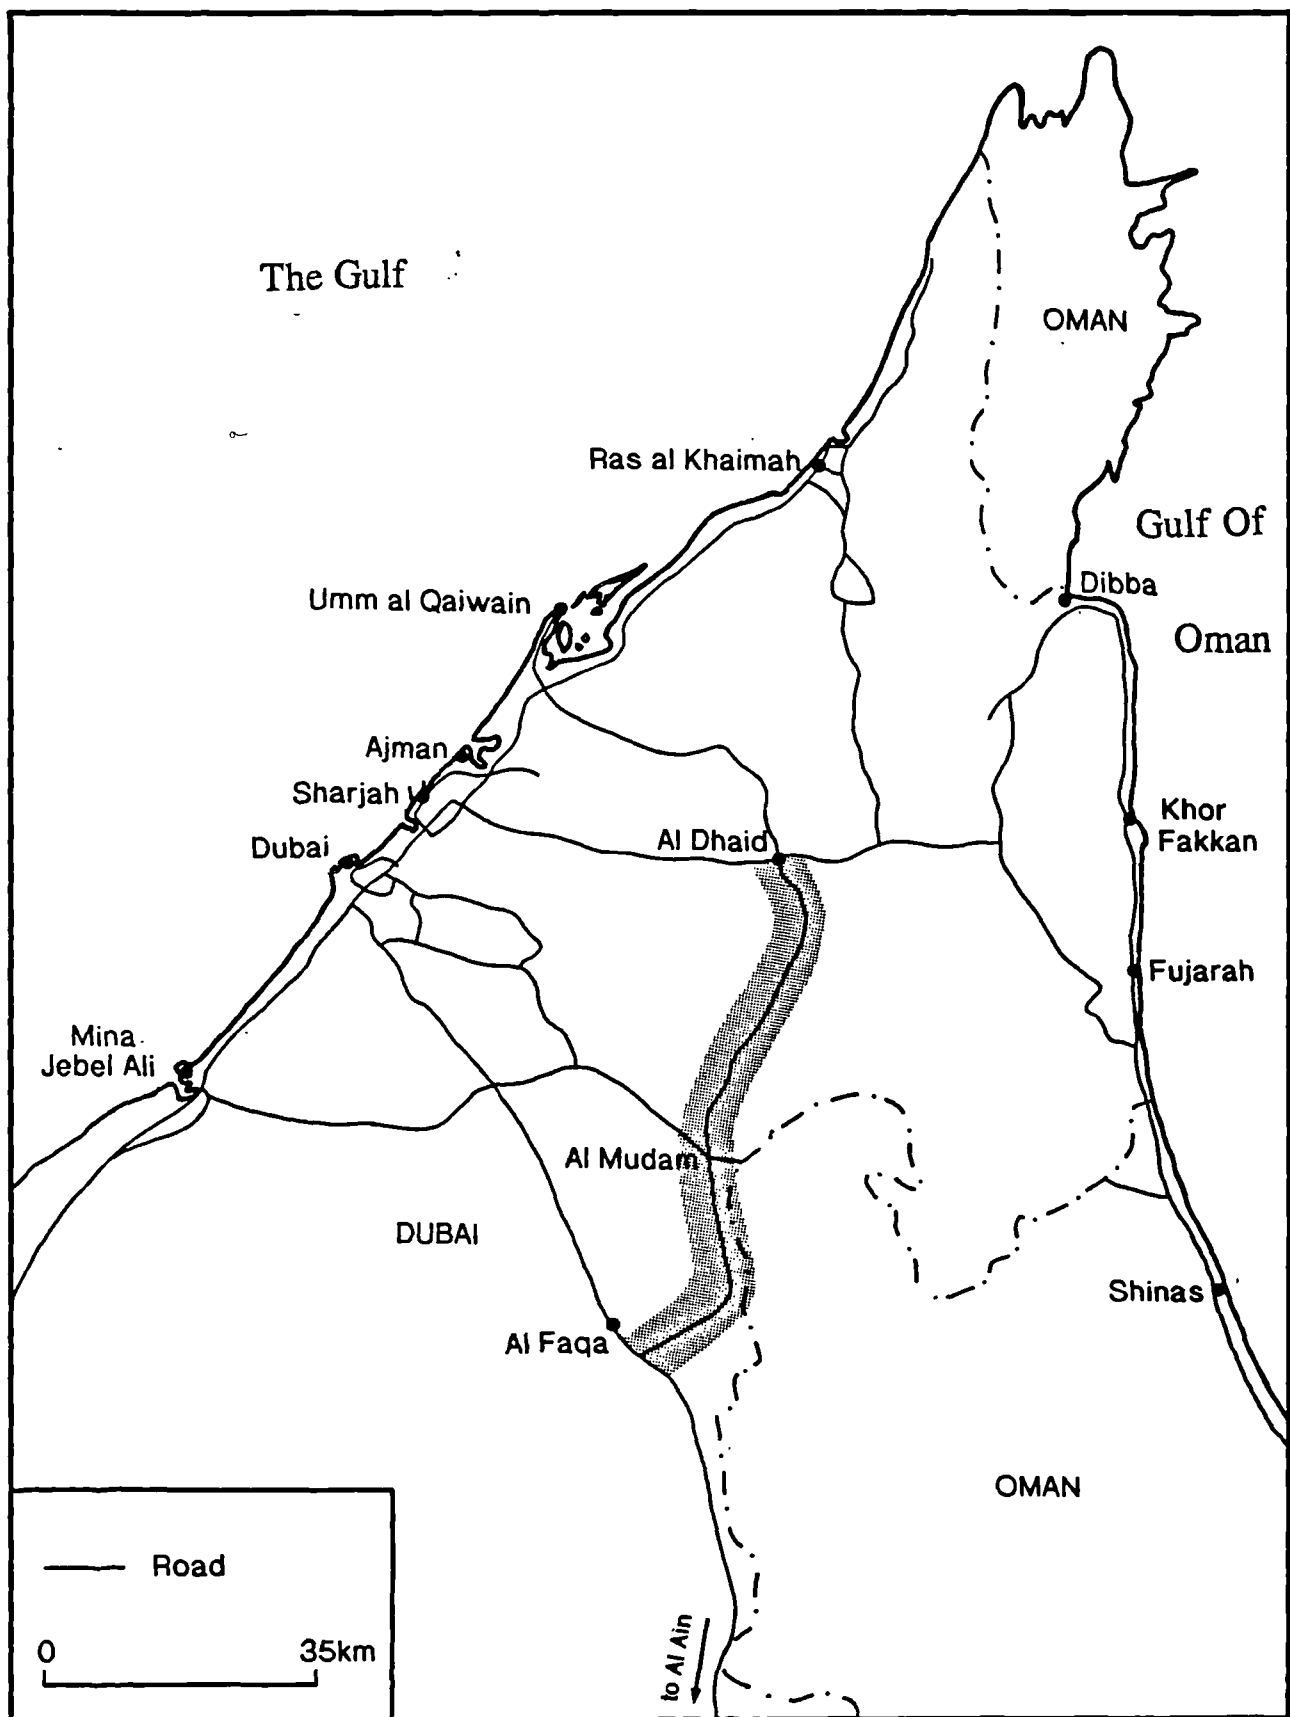 The Gulf
OMAN
Ras al Khaimah
Gulf Of
Oman
Dibba
Umm al Qaiwain
Ajman
Sharjah
Dubai
Al Dhaid
Khor
Fakkan
Fujarah
Mina
Jebel Ali
Al Mudam
DUBAI
Shinas
Al Faqa
OMAN
Road
0 35km
to Al Ain